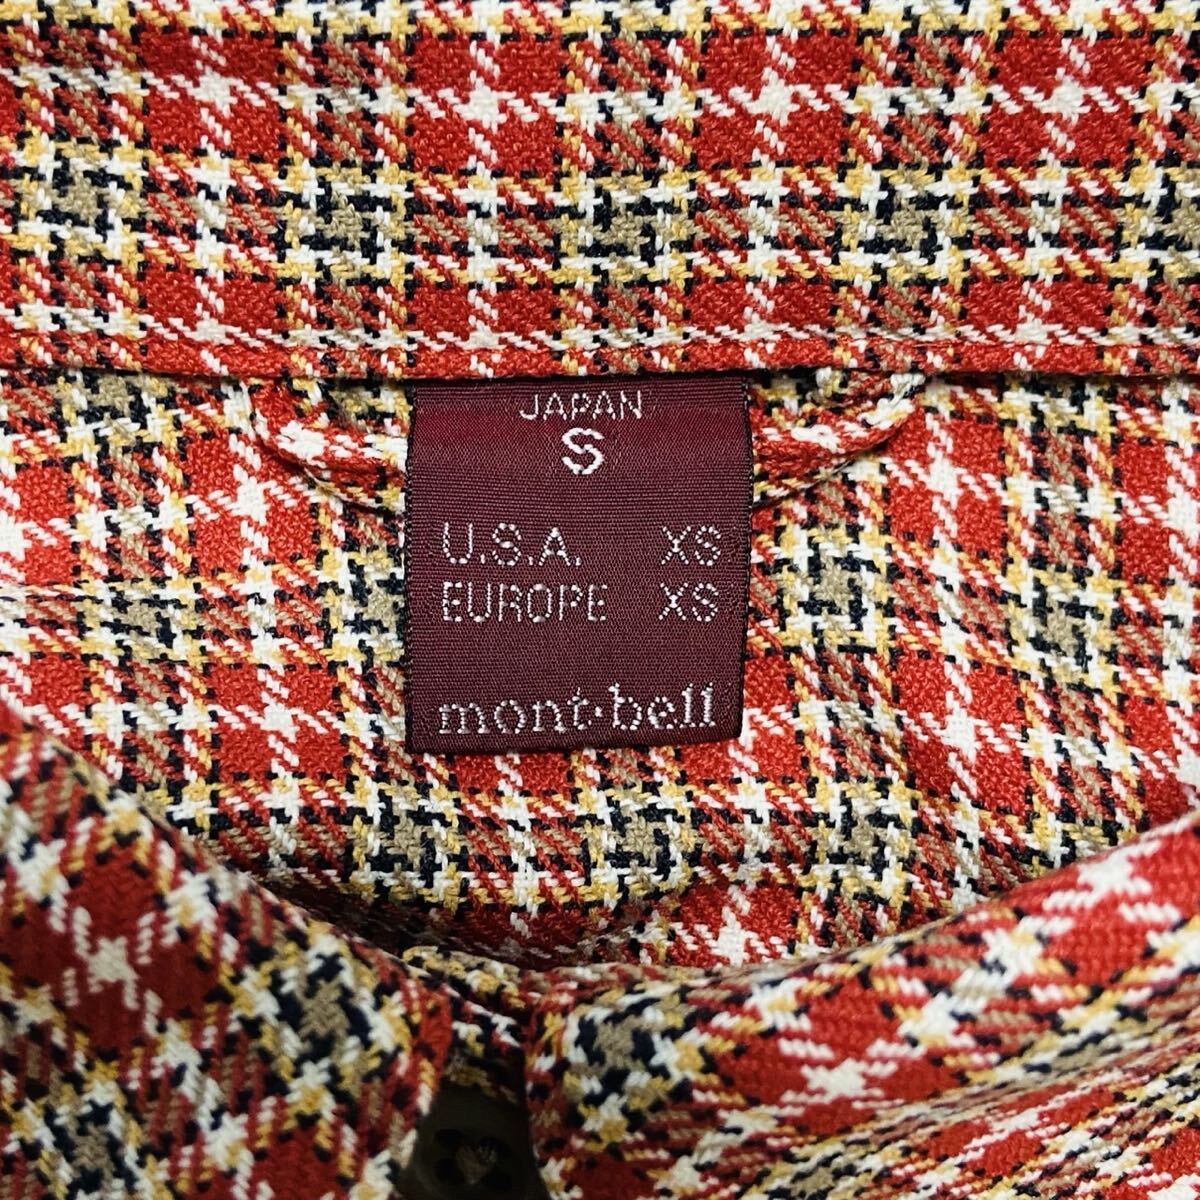 JAPAN
S
U.S.A. XS
EUROPE XS
mont·bell